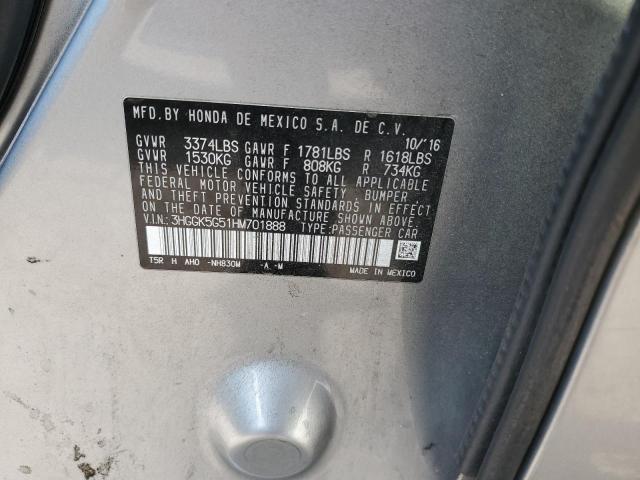 MFD.BY HONDA DE MEXICO S.A. DE C.V. 10/'16
GVWR 3374LBS GAWR F 1781LBS R 1618LBS
GVWR 1530KG GAWR F 808KG R 734KG
THIS VEHICLE CONFORMS TO ALL APPLICABLE
FEDERAL MOTOR VEHICLE SAFETY, BUMPER,
AND THEFT PREVENTION STANDARDS IN EFFECT
ON THE DATE OF MANUFACTURE SHOWN ABOVE.
V.I.N.: 3HGGK5G51HM701888 TYPE:PASSENGER CAR
T5R H AHO -NH830M A -M MADE IN MEXICO